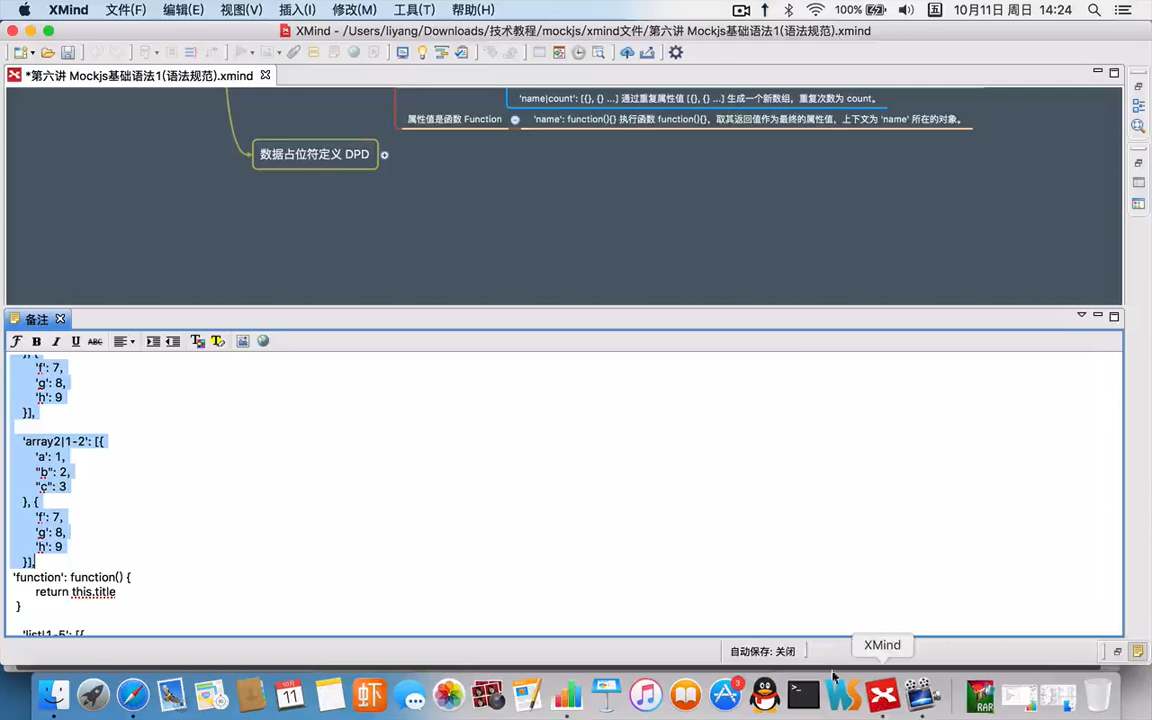 XMind 文件(F) 编辑(E) 视图(V) 插入(I) 修改(M) 工具(T) 帮助(H) 100% 五 10月11日 周日 14:24
XMind - /Users/liyang/Downloads/技术教程/mockjs/xmind文件/第六讲 Mockjs基础语法1(语法规范).xmind
*第六讲 Mockjs基础语法1(语法规范).xmind
'name|count': [{}, {} ...] 通过重复属性值 [{}, {} ...] 生成一个新数组，重复次数为 count。
属性值是函数 Function
'name': function(){} 执行函数 function(){}，取其返回值作为最终的属性值，上下文为 'name' 所在的对象。
数据占位符定义 DPD
备注
B I U ABC
}, {
'f': 7,
'g': 8,
'h': 9
}],
'array2|1-2': [{
'a': 1,
"b": 2,
"c": 3
}, {
'f': 7,
'g': 8,
'h': 9
}],
'function': function() {
return this.title
}
'list|1-5': [{
自动保存: 关闭
XMind
11
虾
3
>_
WS
RAR